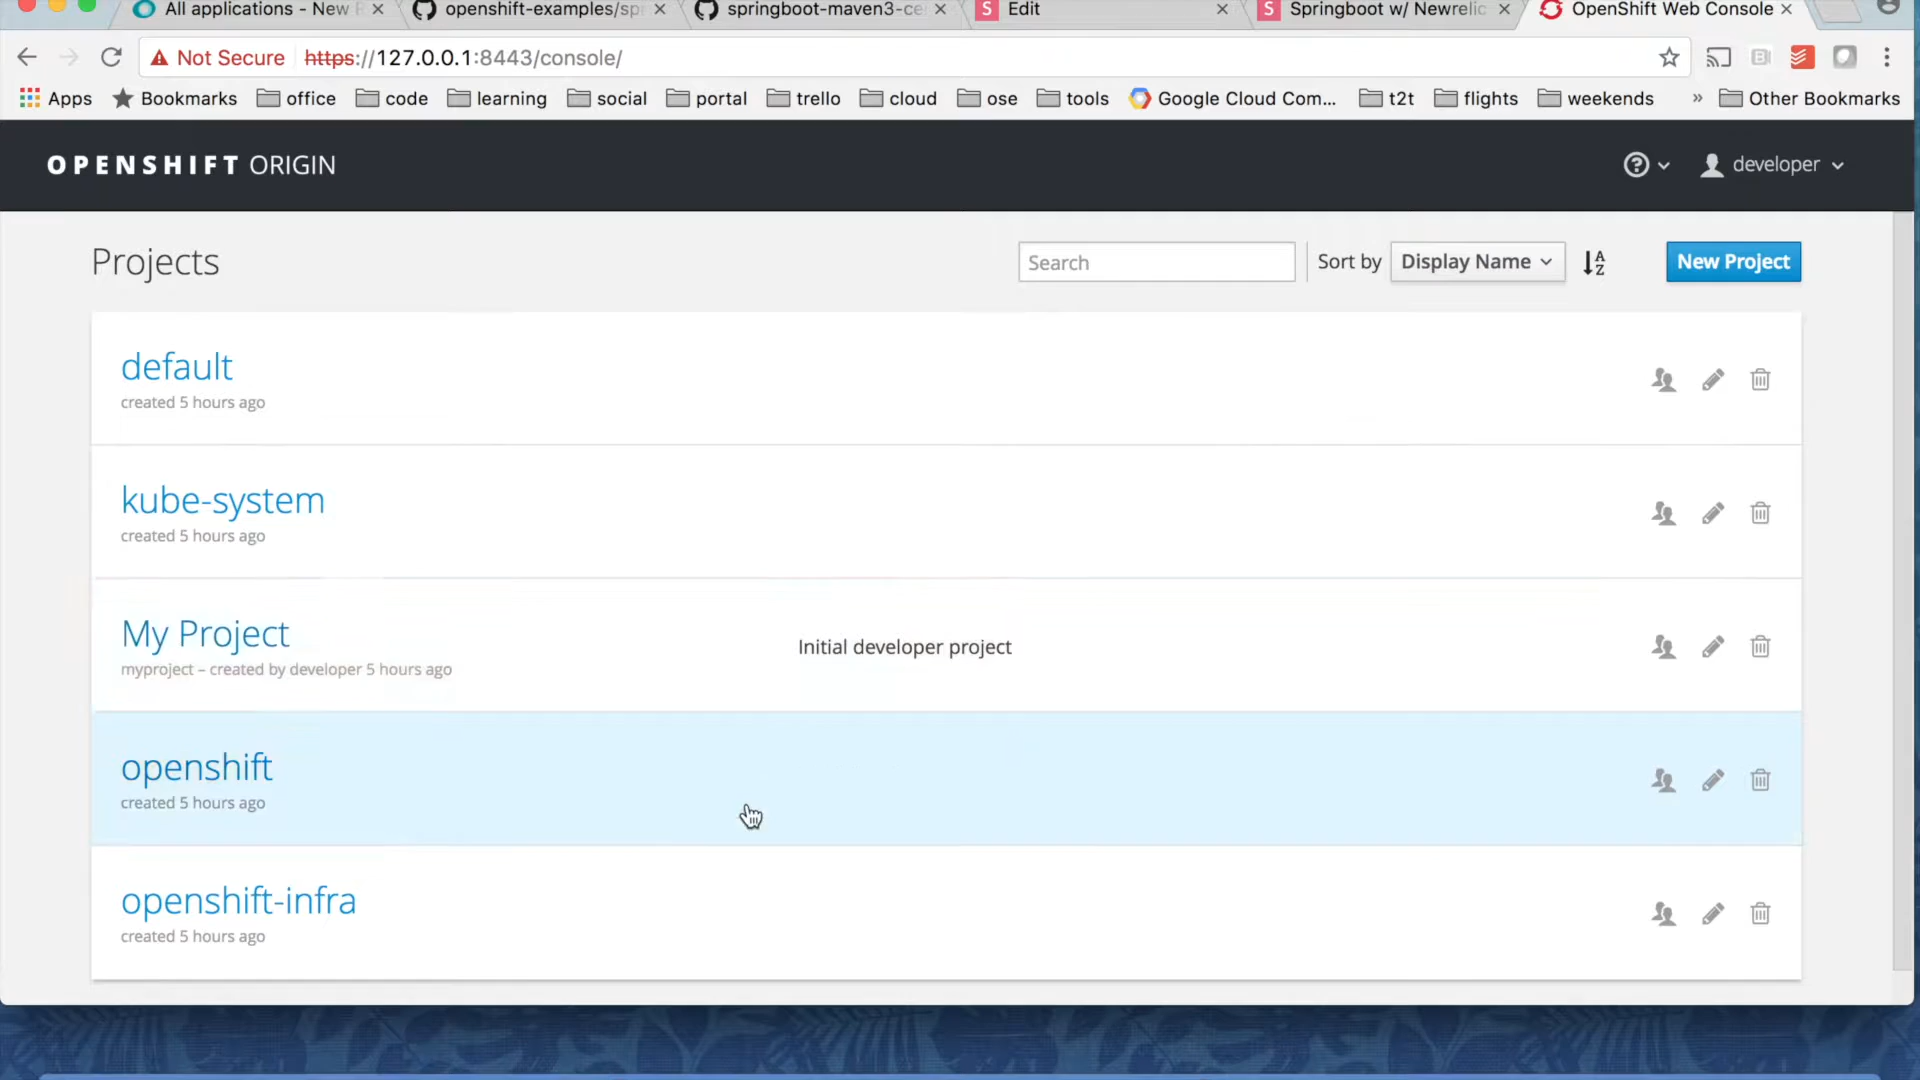 All applications - New R
openshift-examples/spr
springboot-maven3-cen
S Edit
S Springboot w/ Newrelic
OpenShift Web Console
Not Secure https://127.0.0.1:8443/console/
Apps Bookmarks office code learning social portal trello cloud ose tools Google Cloud Com... t2t flights weekends » Other Bookmarks
OPENSHIFT ORIGIN
? developer
Projects
Search Sort by Display Name New Project
default
created 5 hours ago
kube-system
created 5 hours ago
My Project
myproject – created by developer 5 hours ago
Initial developer project
openshift
created 5 hours ago
openshift-infra
created 5 hours ago